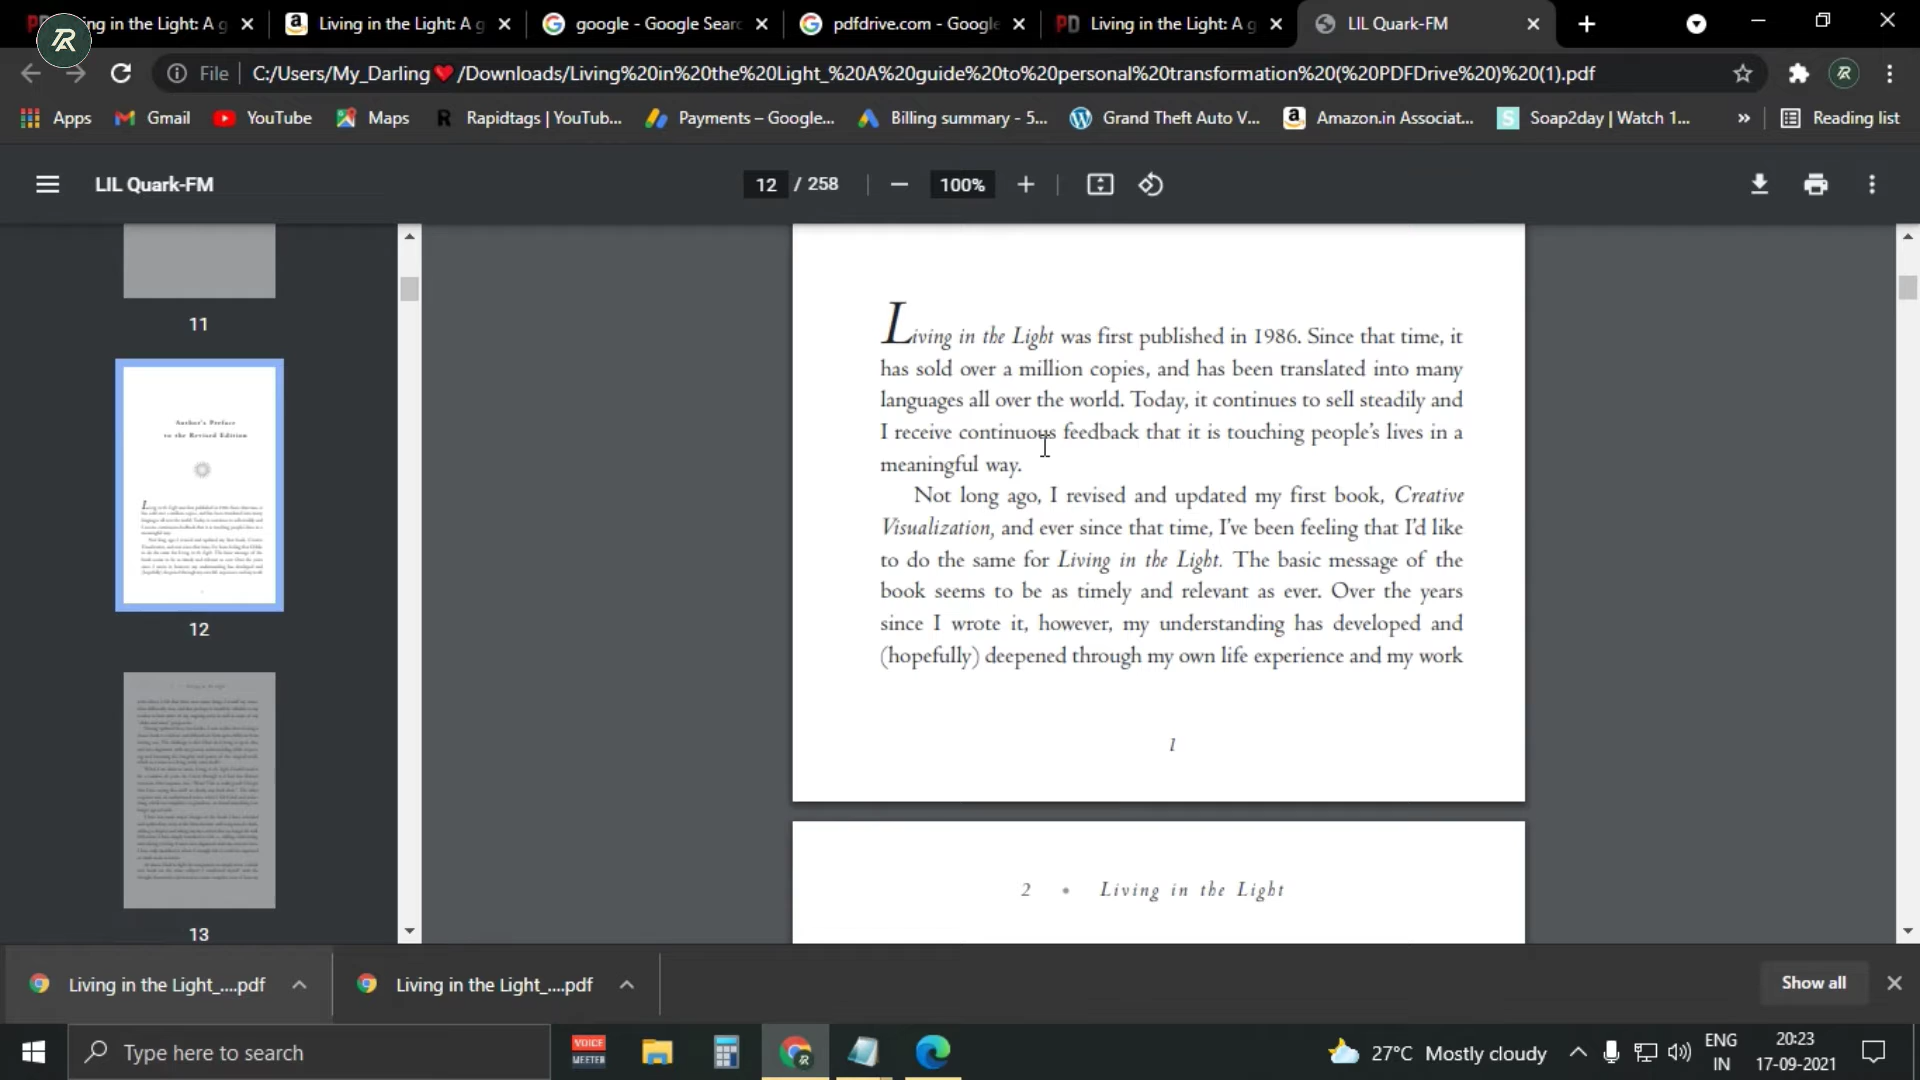 ng in the Light: A g
Living in the Light: A g
google - Google Searc
pdfdrive.com - Google
PD Living in the Light: A g
LIL Quark-FM
File
C:/Users/My_Darling❤/Downloads/Living%20in%20the%20Light_%20A%20guide%20to%20personal%20transformation%20(%20PDFDrive%20)%20(1).pdf
Apps
Gmail
YouTube
Maps
Rapidtags | YouTub...
Payments – Google...
Billing summary - 5...
Grand Theft Auto V...
Amazon.in Associat...
Soap2day | Watch 1...
»
Reading list
LIL Quark-FM
12 / 258
100%
11
Author's Preface
to the Revised Edition
12
13
Living in the Light was first published in 1986. Since that time, it
has sold over a million copies, and has been translated into many
languages all over the world. Today, it continues to sell steadily and
I receive continuous feedback that it is touching people's lives in a
meaningful way.
Not long ago, I revised and updated my first book, Creative
Visualization, and ever since that time, I've been feeling that I'd like
to do the same for Living in the Light. The basic message of the
book seems to be as timely and relevant as ever. Over the years
since I wrote it, however, my understanding has developed and
(hopefully) deepened through my own life experience and my work
1
2 • Living in the Light
Living in the Light_....pdf
Living in the Light_....pdf
Show all
Type here to search
VOICE
MEETER
27°C Mostly cloudy
ENG
IN
20:23
17-09-2021